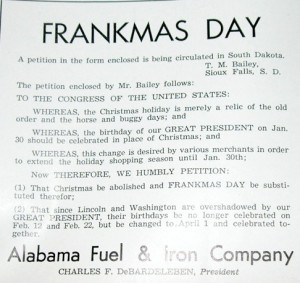 FRANKMAS DAY
A petition in the form enclosed is being circulated in South Dakota.
T. M. Bailey,
Sioux Falls, S. D.
The petition enclosed by Mr. Bailey follows:
TO THE CONGRESS OF THE UNITED STATES:
WHEREAS, the Christmas holiday is merely a relic of the old
order and the horse and buggy days; and
WHEREAS, the birthday of our GREAT PRESIDENT on Jan.
30 should be celebrated in place of Christmas; and
WHEREAS, this change is desired by various merchants in order
to extend the holiday shopping season until Jan. 30th;
Now THEREFORE, WE HUMBLY PETITION:
(1) That Christmas be abolished and FRANKMAS DAY be substi-
tuted therefor;
(2) That since Lincoln and Washington are overshadowed by our
GREAT PRESIDENT, their birthdays be no longer celebrated on
Feb. 12 and Feb. 22, but be changed to April 1 and celebrated to-
gether.
Alabama Fuel & Iron Company
CHARLES F. DeBARDELEBEN, President